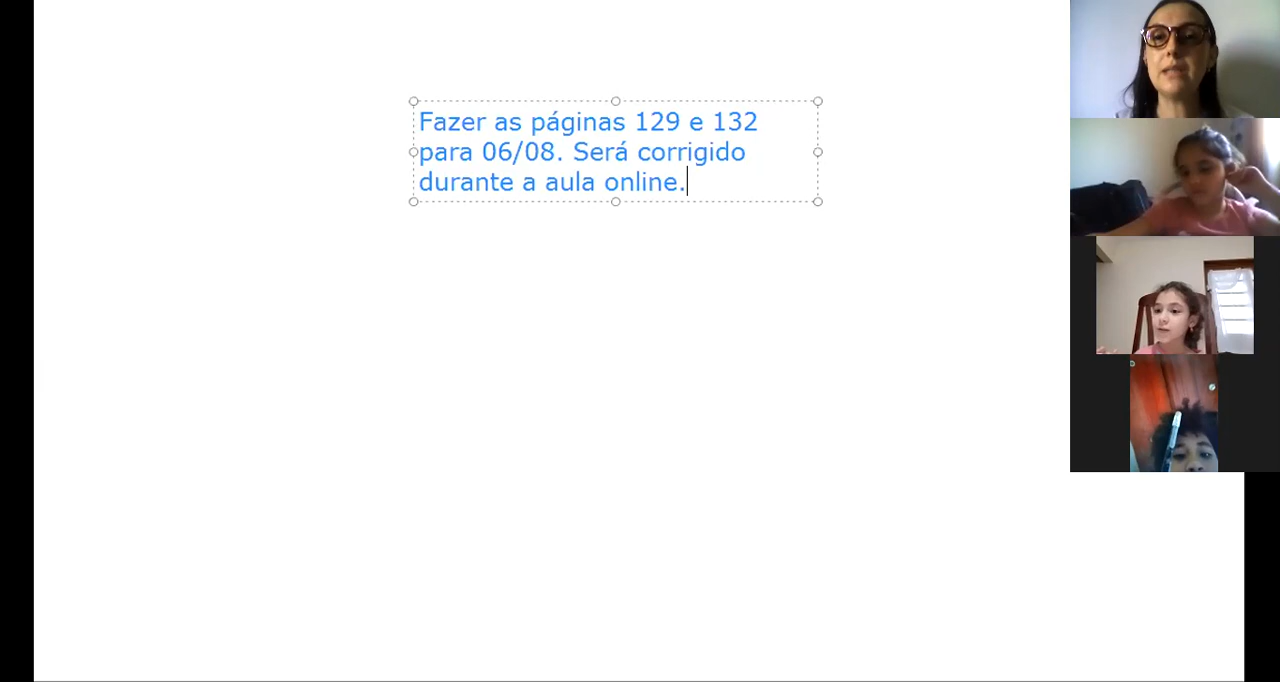 Fazer as páginas 129 e 132
para 06/08. Será corrigido
durante a aula online.